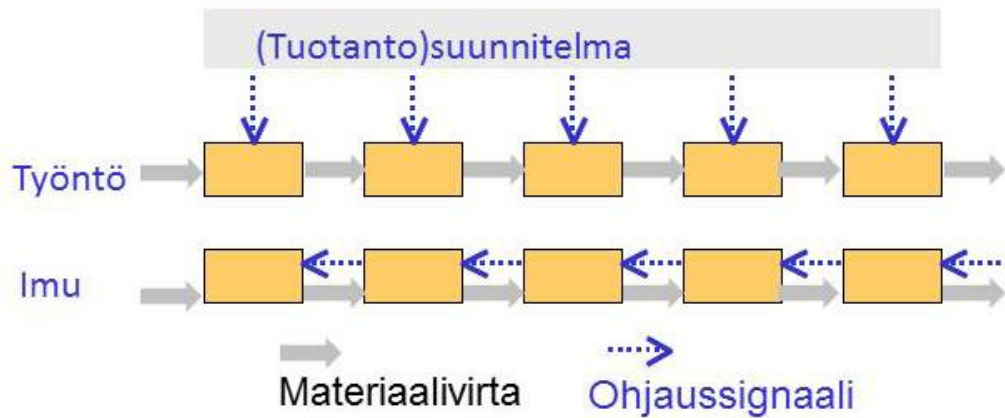 (Tuotanto)suunnitelma
Työntö
Imu
Materiaalivirta
Ohjaussignaali